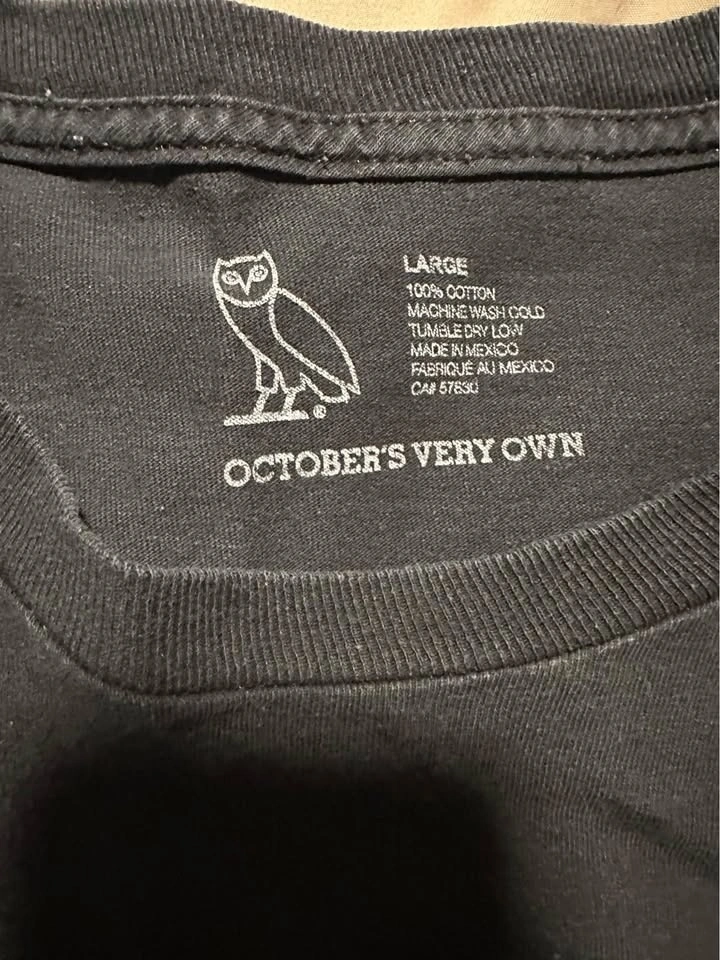 LARGE
100% COTTON
MACHINE WASH COLD
TUMBLE DRY LOW
MADE IN MEXICO
FABRIQUÉ AU MEXICO
CA# 57830
®
OCTOBER'S VERY OWN